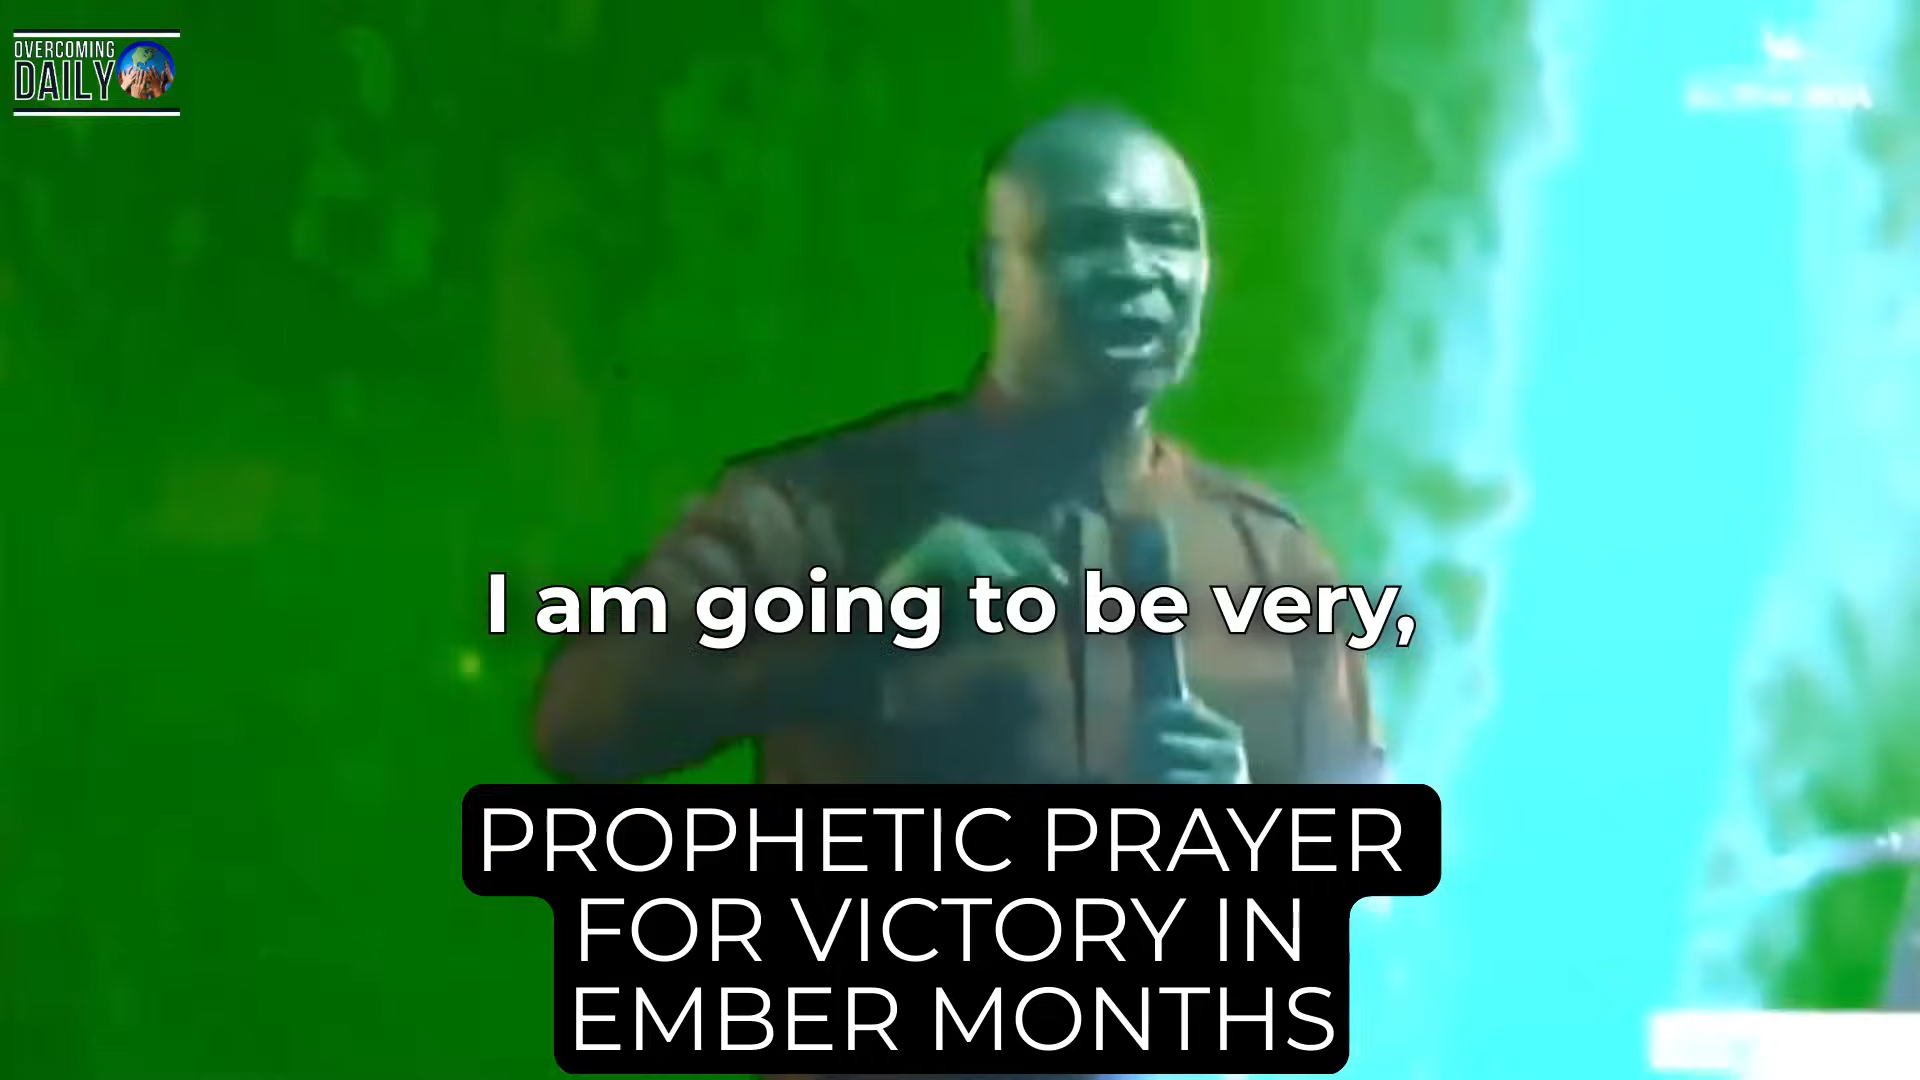 OVERCOMING
DAILY
I am going to be very,
PROPHETIC PRAYER
FOR VICTORY IN
EMBER MONTHS